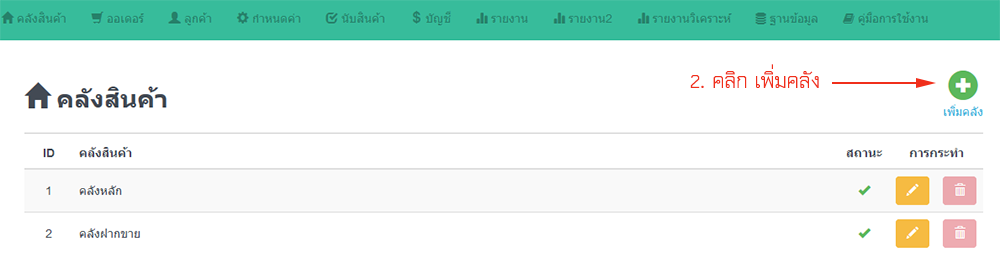 คลังสินค้า ออเดอร์ ลูกค้า กำหนดค่า นับสินค้า บัญชี รายงาน รายงาน2 รายงานวิเคราะห์ ฐานข้อมูล คู่มือการใช้งาน
2. คลิก เพิ่มคลัง
คลังสินค้า
เพิ่มคลัง
ID คลังสินค้า สถานะ การกระทำ
1 คลังหลัก
2 คลังฝากขาย